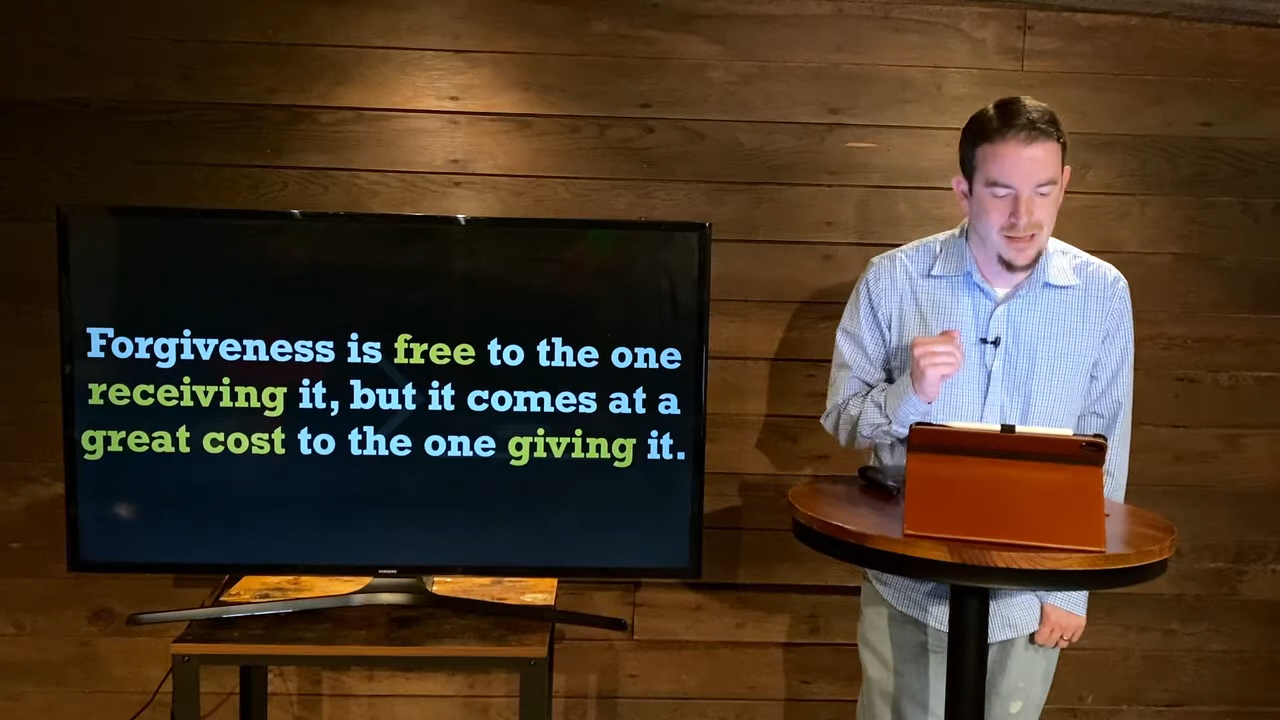 Forgiveness is free to the one
receiving it, but it comes at a
great cost to the one giving it.
SAMSUNG